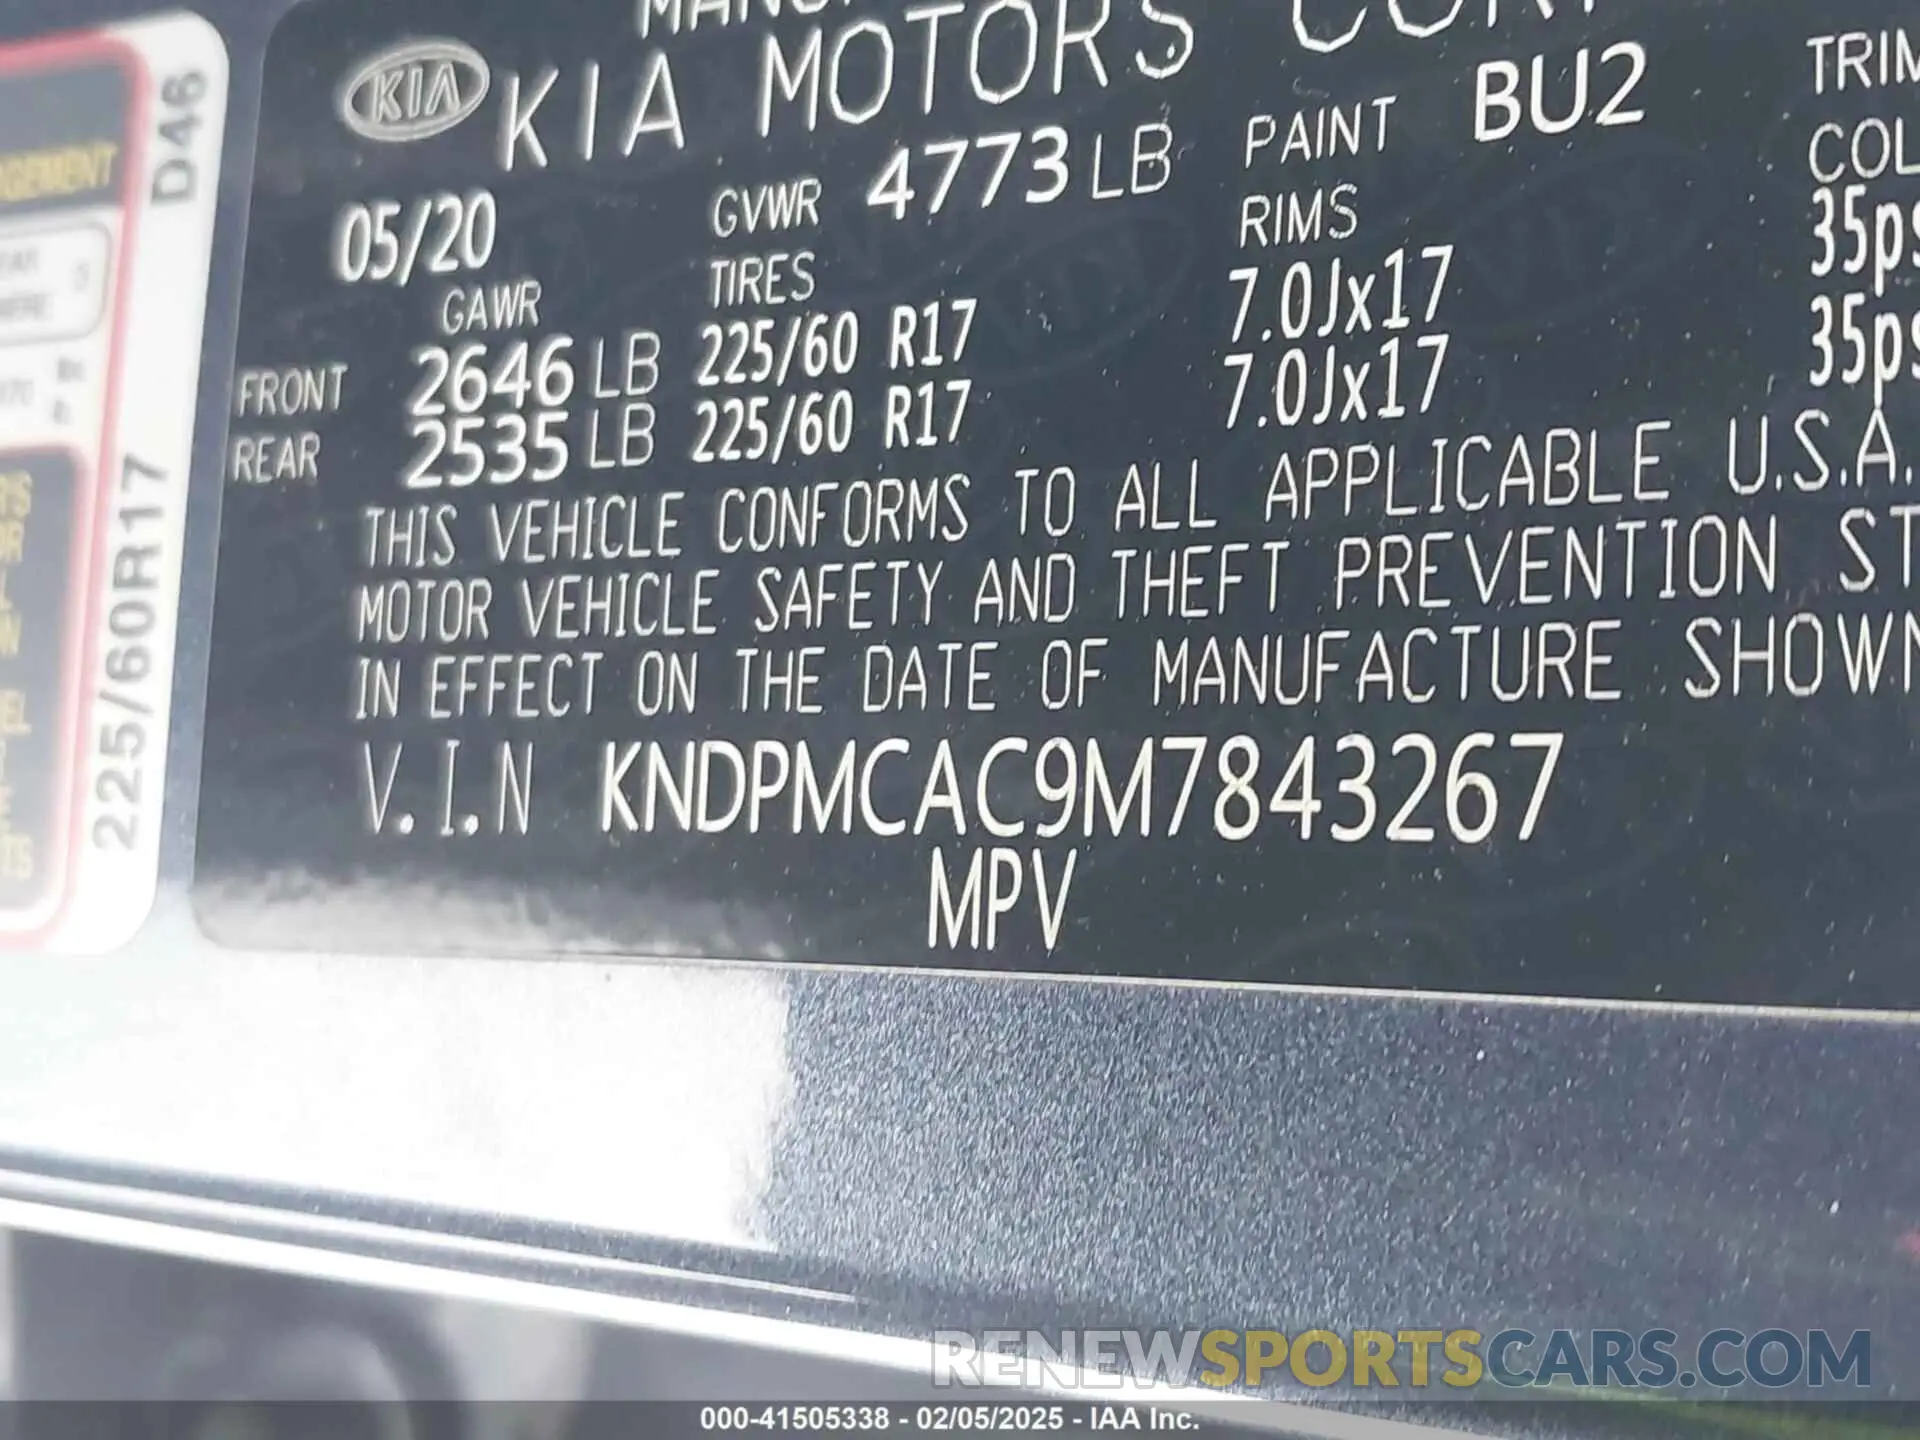 KIA KIA MOTORS
PAINT BU2
TRIM
05/20 GVWR 4773 LB
RIMS
COL
GAWR TIRES
FRONT 2646 LB 225/60 R17 7.0Jx17 35ps
REAR 2535 LB 225/60 R17 7.0Jx17 35ps
THIS VEHICLE CONFORMS TO ALL APPLICABLE U.S.A.
MOTOR VEHICLE SAFETY AND THEFT PREVENTION ST
IN EFFECT ON THE DATE OF MANUFACTURE SHOWN
V.I.N KNDPMCAC9M7843267
MPV
D46
225/60R17
RENEWSPORTSCARS.COM
000-41505338 - 02/05/2025 - IAA Inc.